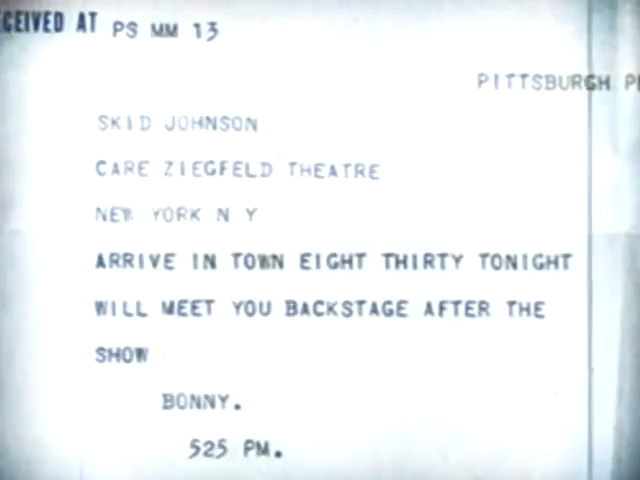 CEIVED AT PS MM 13
PITTSBURGH P
SKID JOHNSON
CARE ZIEGFELD THEATRE
NEW YORK N Y
ARRIVE IN TOWN EIGHT THIRTY TONIGHT
WILL MEET YOU BACKSTAGE AFTER THE
SHOW
BONNY.
525 PM.